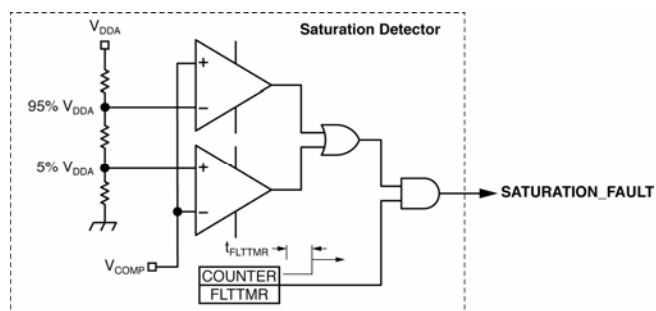 V_DDA
Saturation Detector
+
−
95% V_DDA
5% V_DDA
+
−
SATURATION_FAULT
t_FLTTMR
V_COMP
COUNTER
FLTTMR